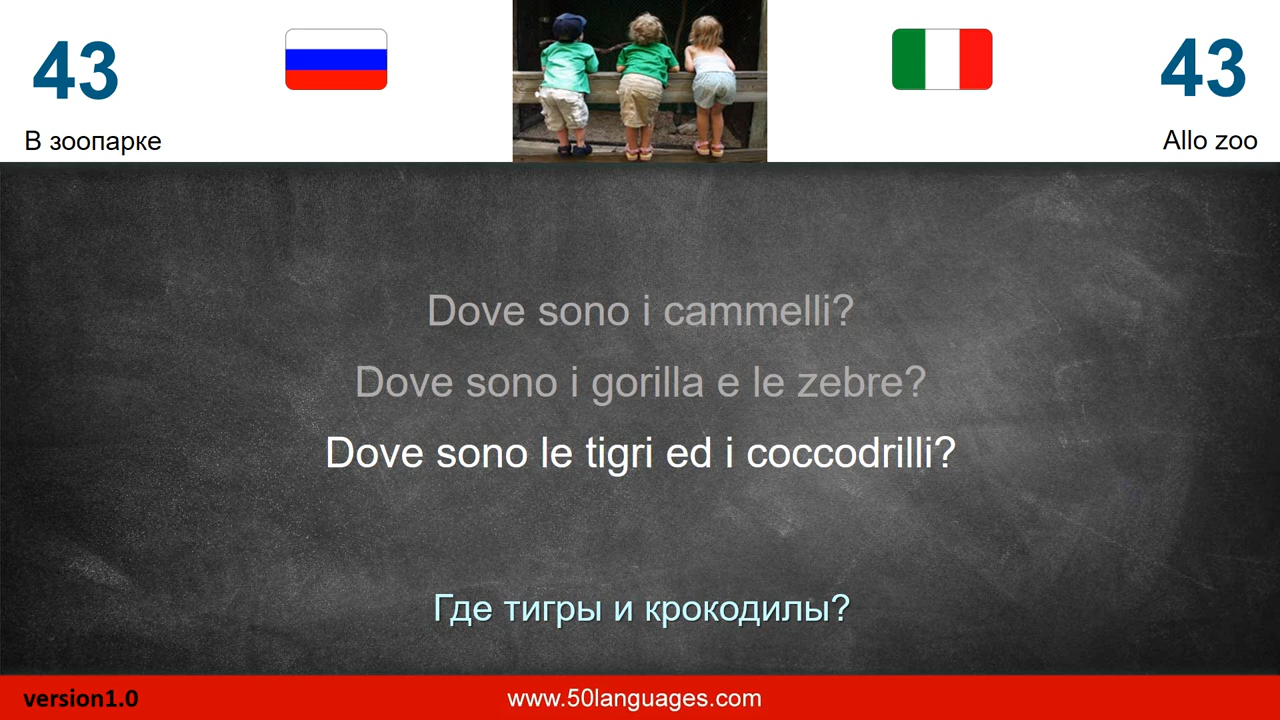 43
43
В зоопарке
Allo zoo
Dove sono i cammelli?
Dove sono i gorilla e le zebre?
Dove sono le tigri ed i coccodrilli?
Где тигры и крокодилы?
version1.0
www.50languages.com